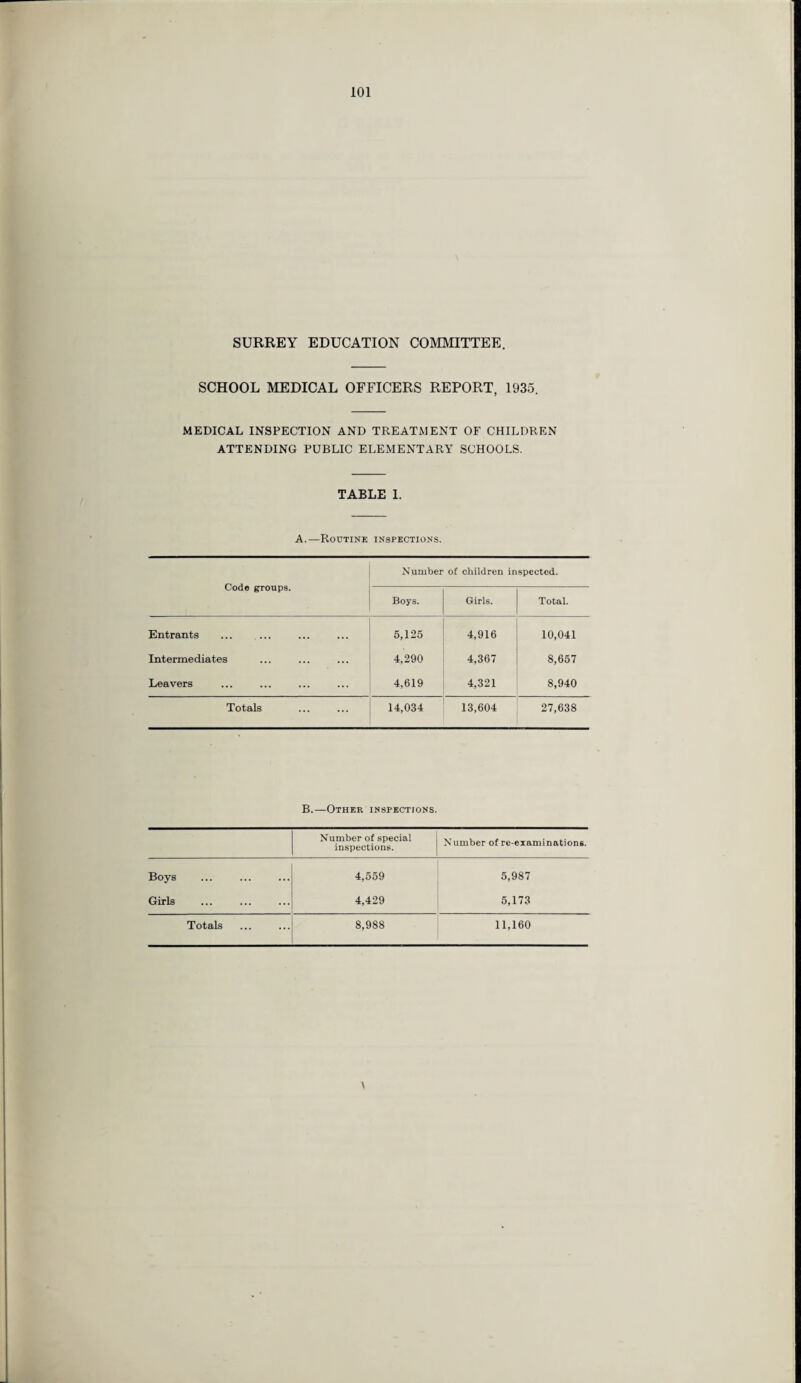 101
SURREY EDUCATION COMMITTEE.
SCHOOL MEDICAL OFFICERS REPORT, 1935.
MEDICAL INSPECTION AND TREATMENT OF CHILDREN
ATTENDING PUBLIC ELEMENTARY SCHOOLS.
TABLE 1.
A.—ROUTINE INSPECTIONS.
Code groups. Number of children inspected.
Boys. Girls. Total.
Entrants ... ... ... ... 5,125 4,916 10,041
Intermediates ... ... ... 4,290 4,367 8,657
Leavers ... ... ... ... 4,619 4,321 8,940
Totals ... ... 14,034 13,604 27,638
B.—OTHER INSPECTIONS.
Number of special inspections. Number of re-examinations.
Boys ... ... ... 4,559 5,987
Girls ... ... ... 4,429 5,173
Totals ... ... 8,988 11,160